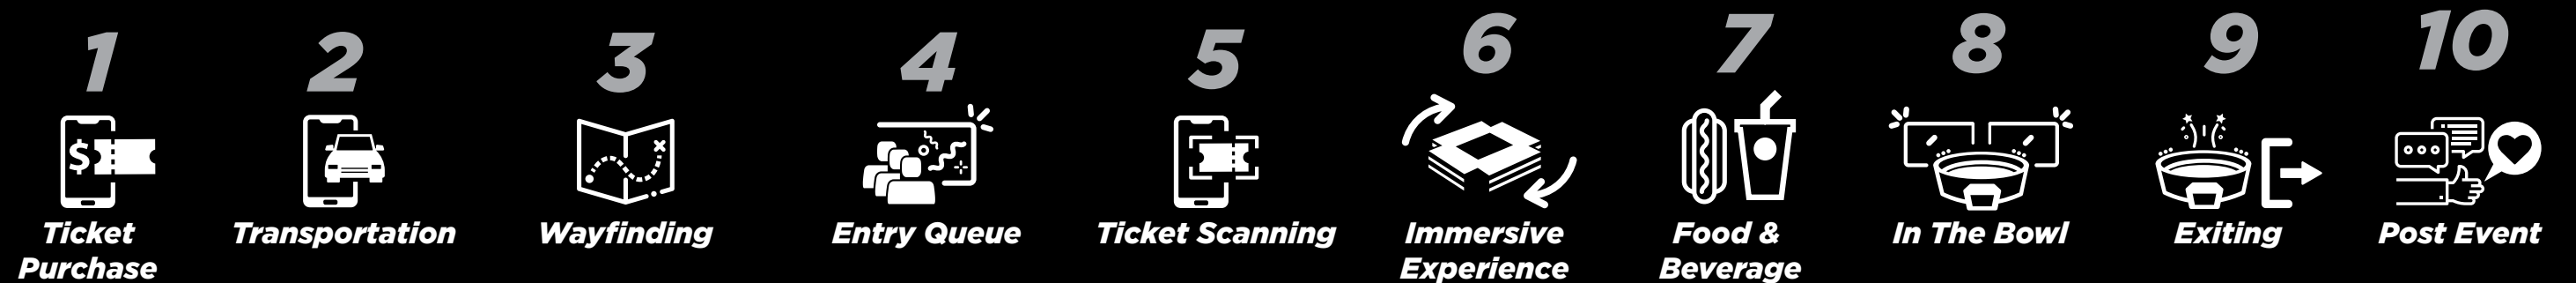 1 2 3 4 5 6 7 8 9 10
$
Ticket
Purchase
Transportation
Wayfinding
Entry Queue
Ticket Scanning
Immersive
Experience
Food &
Beverage
In The Bowl
Exiting
Post Event